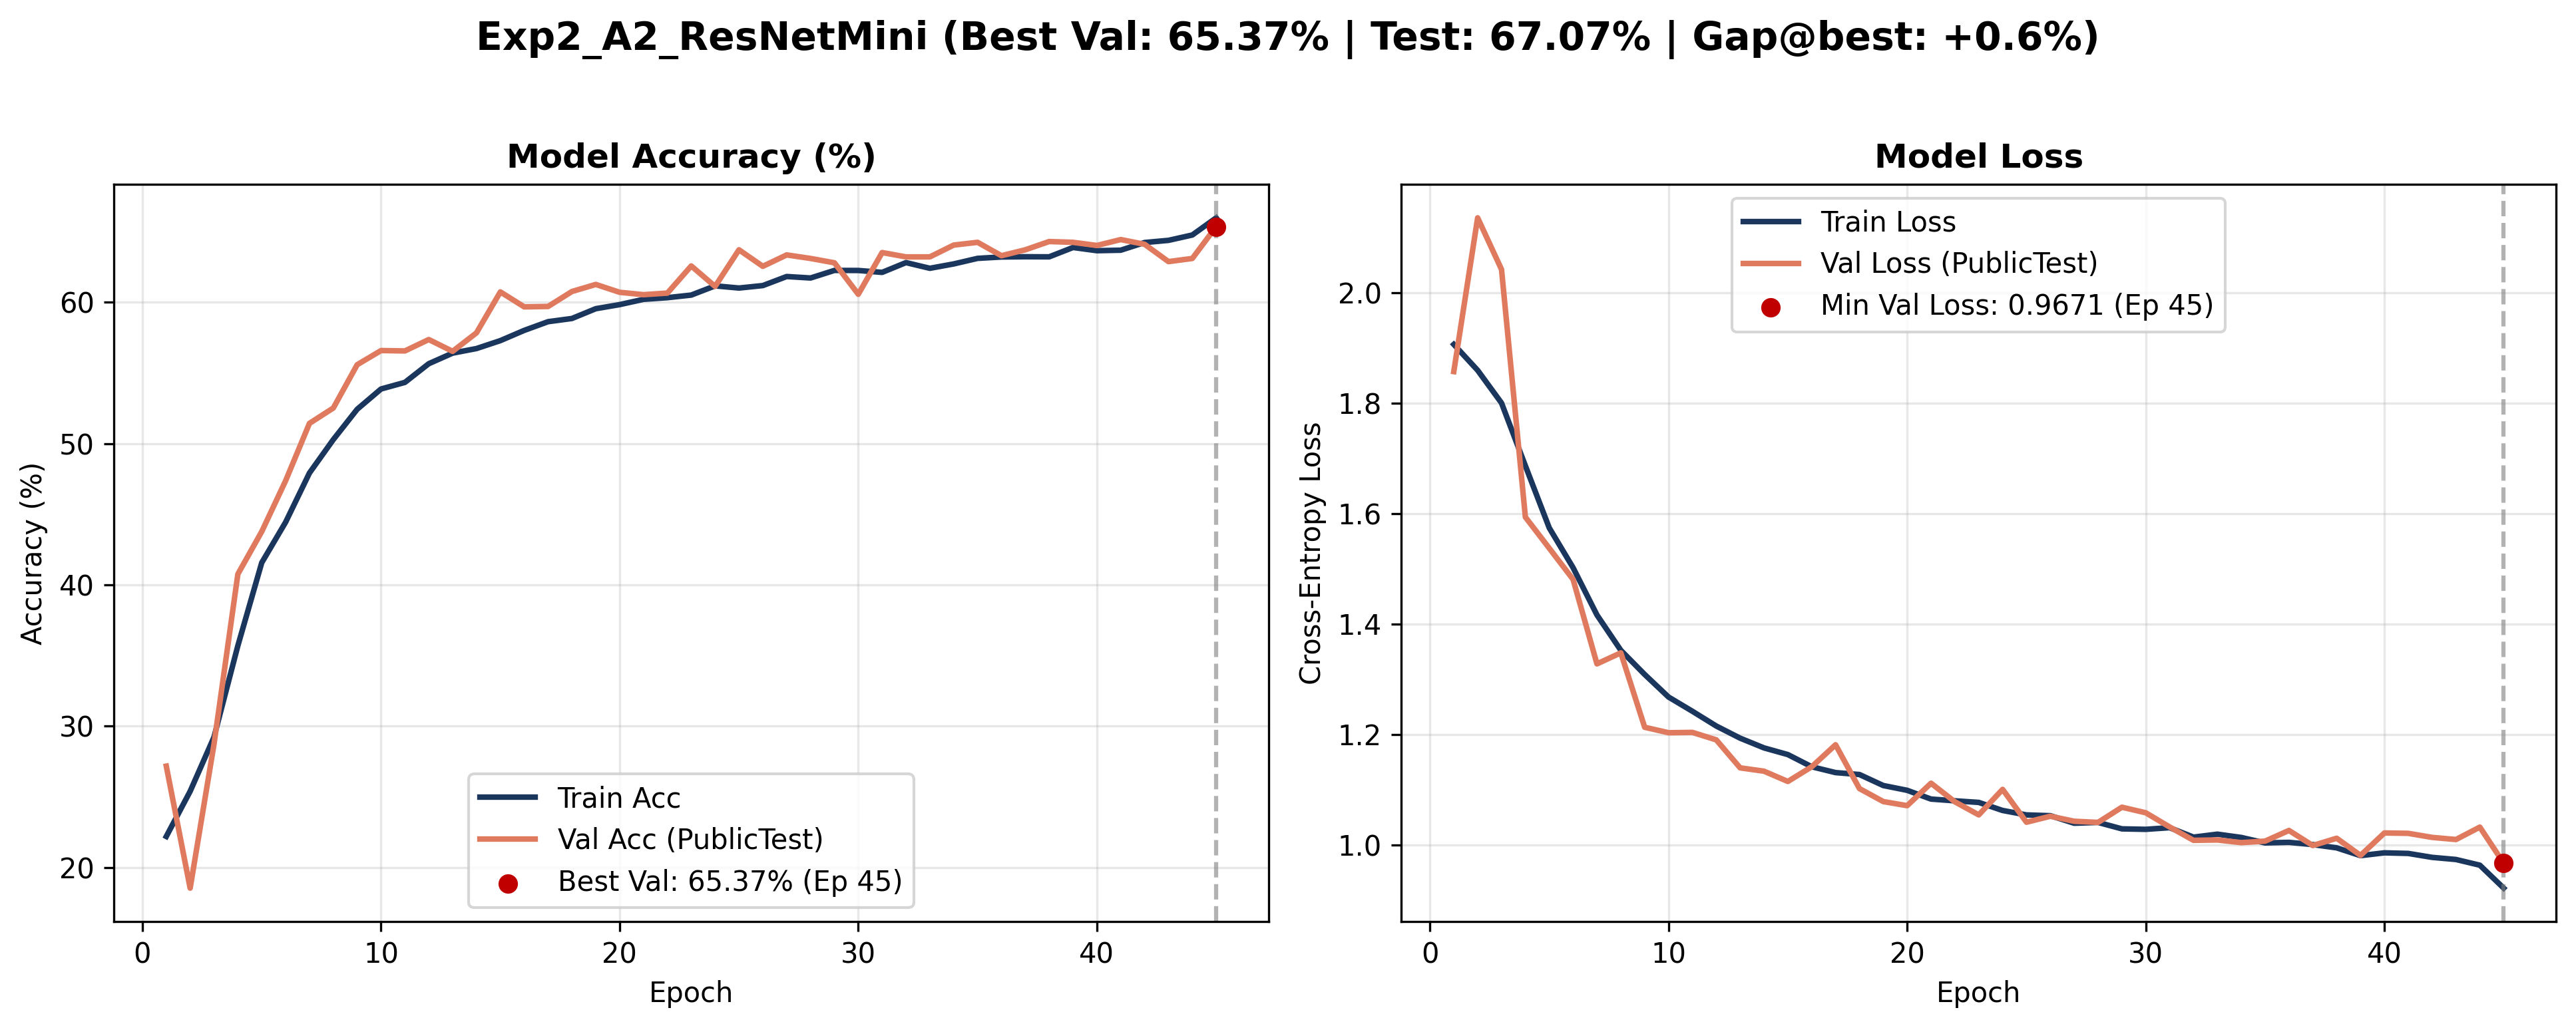 Exp2_A2_ResNetMini (Best Val: 65.37% | Test: 67.07% | Gap@best: +0.6%)
Model Accuracy (%)
Accuracy (%)
60
50
40
30
20
Train Acc
Val Acc (PublicTest)
Best Val: 65.37% (Ep 45)
0 10 20 30 40
Epoch
Model Loss
Cross-Entropy Loss
2.0
1.8
1.6
1.4
1.2
1.0
Train Loss
Val Loss (PublicTest)
Min Val Loss: 0.9671 (Ep 45)
0 10 20 30 40
Epoch